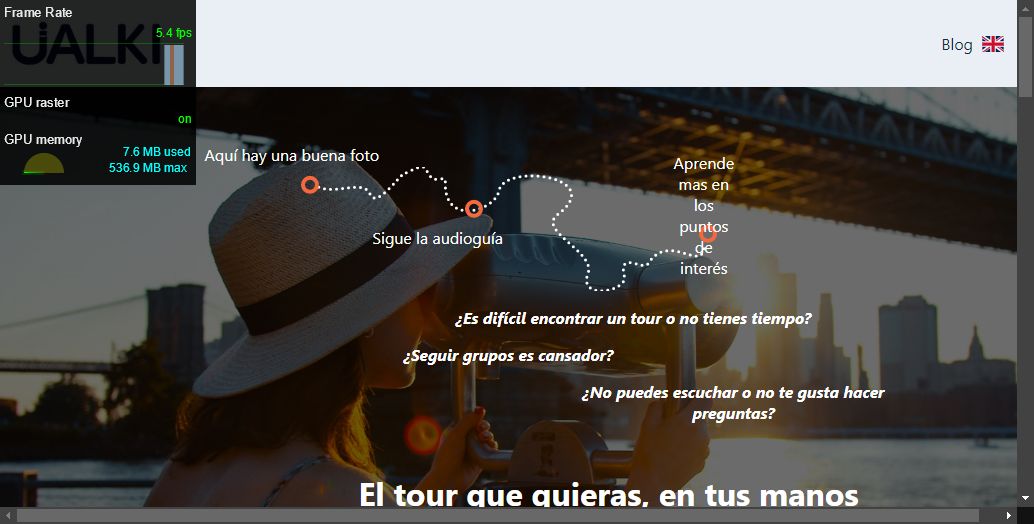 Frame Rate
5.4 fps
UALKI
GPU raster
on
GPU memory
7.6 MB used
536.9 MB max
Blog
Aquí hay una buena foto
Sigue la audioguía
Aprende
mas en
los
puntos
de
interés
¿Es difícil encontrar un tour o no tienes tiempo?
¿Seguir grupos es cansador?
¿No puedes escuchar o no te gusta hacer
preguntas?
El tour que quieras, en tus manos